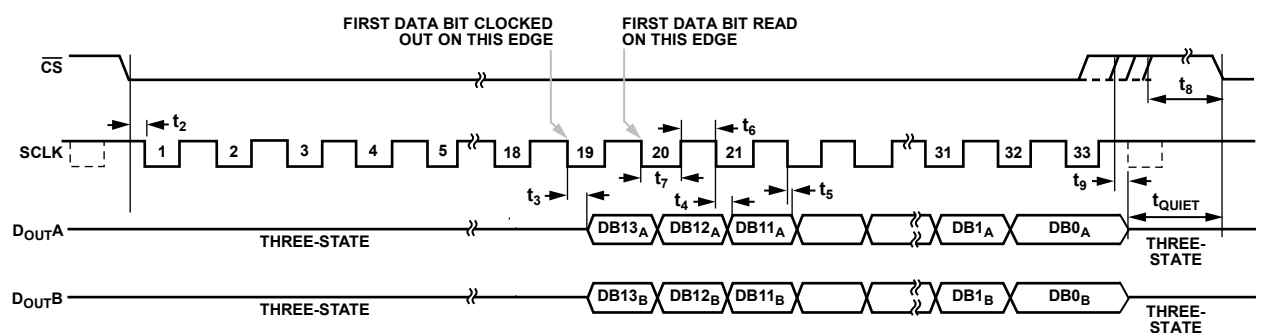 FIRST DATA BIT CLOCKED
OUT ON THIS EDGE
FIRST DATA BIT READ
ON THIS EDGE
CS
t8
t2
t6
SCLK
1
2
3
4
5
18
19
20
21
31
32
33
t3
t7
t4
t5
t9
tQUIET
DOUTA
THREE-STATE
DB13A
DB12A
DB11A
DB1A
DB0A
THREE-
STATE
DOUTB
THREE-STATE
DB13B
DB12B
DB11B
DB1B
DB0B
THREE-
STATE